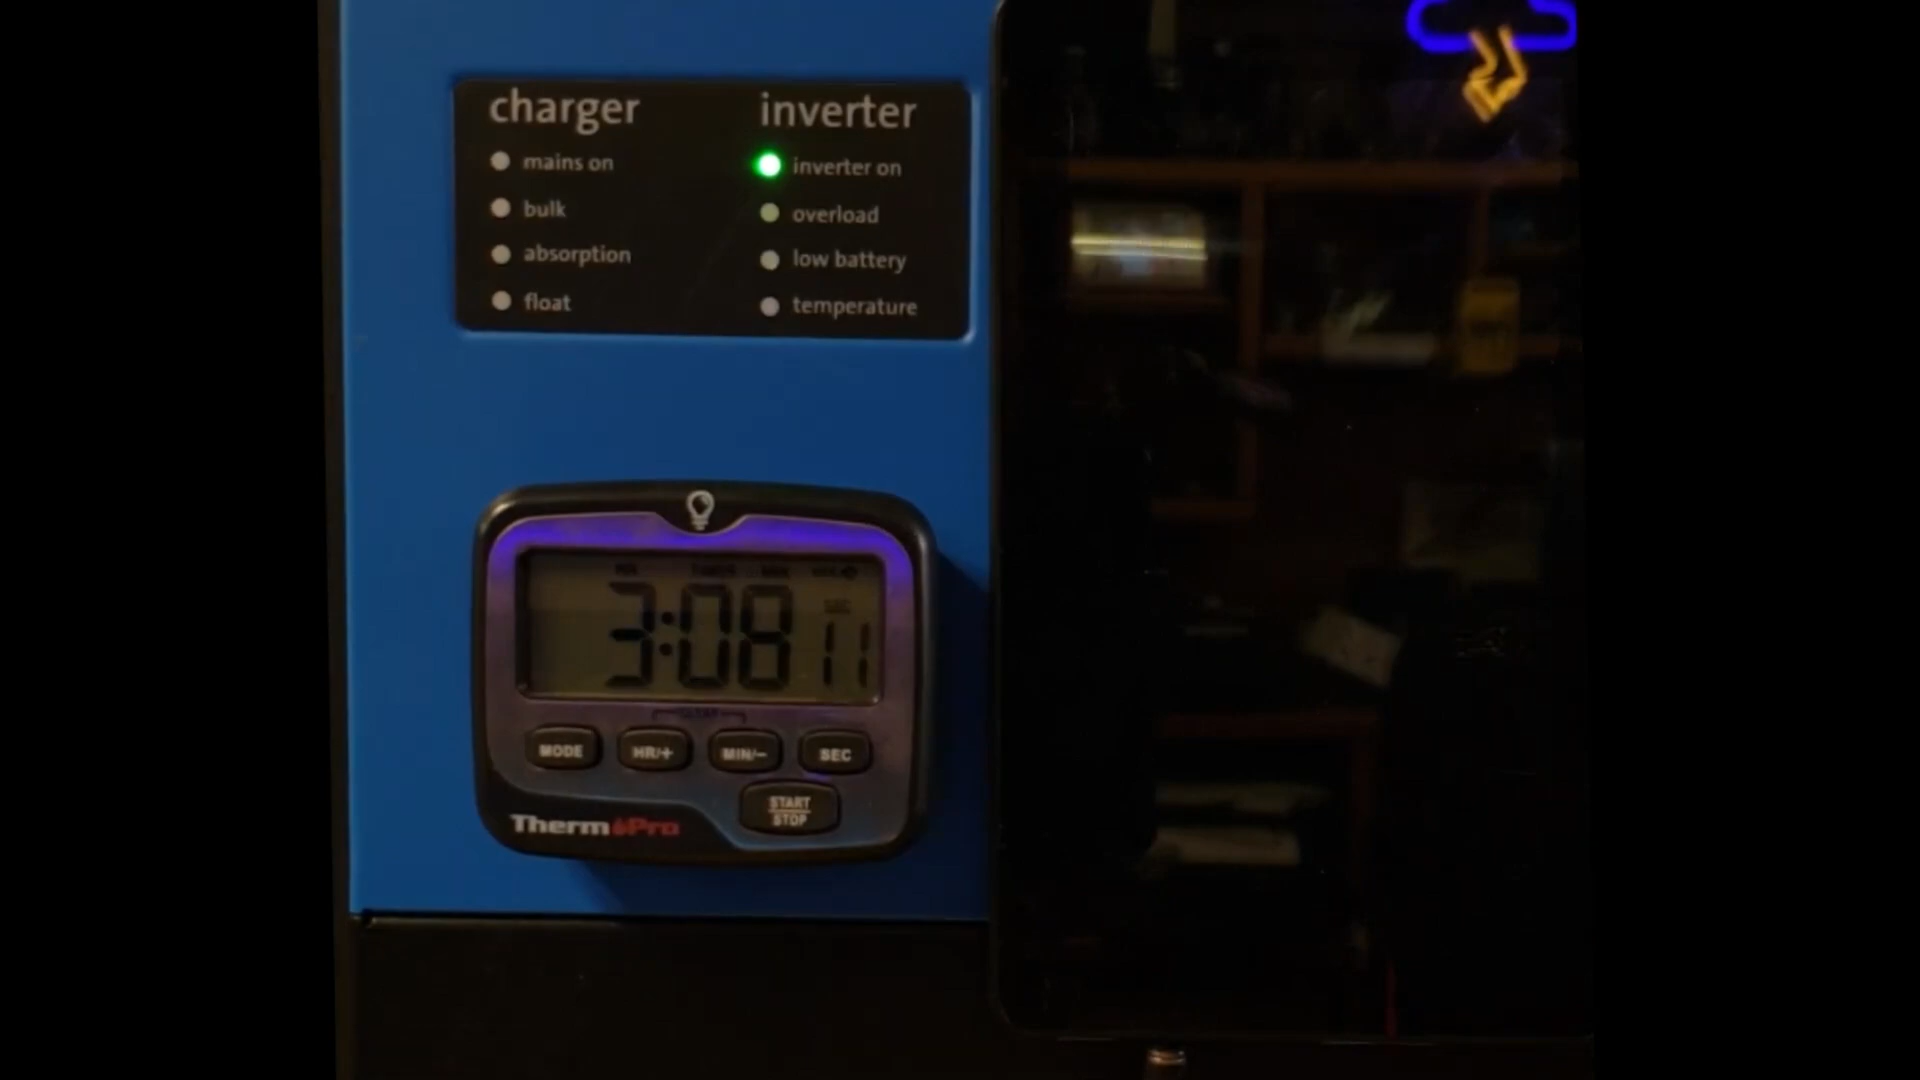 charger
mains on
bulk
absorption
float
inverter
inverter on
overload
low battery
temperature
3:08 11
MODE
HR/+
MIN/-
SEC
START
STOP
ThermoPro